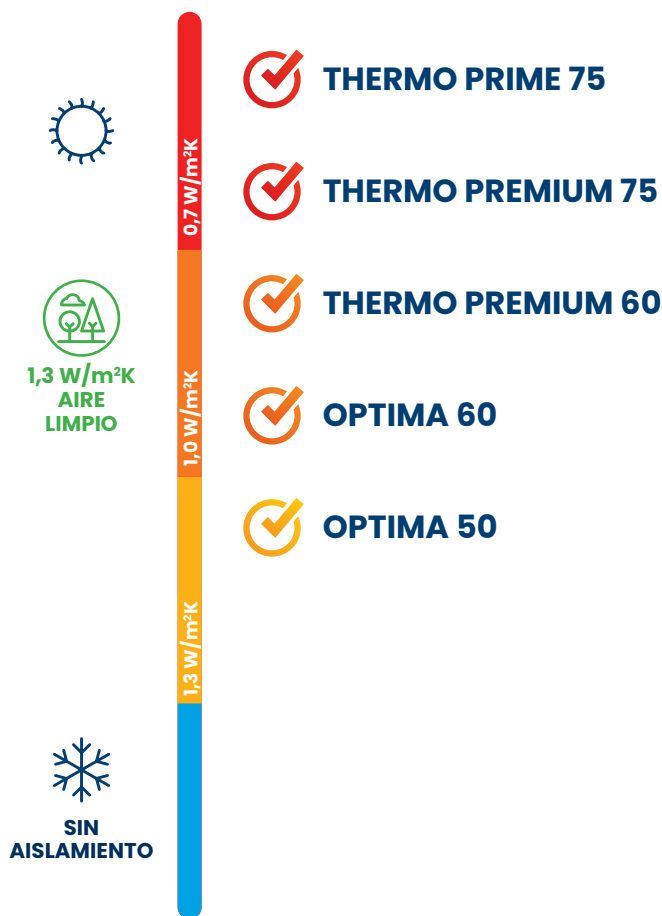 THERMO PRIME 75
0,7 W/m²K
THERMO PREMIUM 75
THERMO PREMIUM 60
1,3 W/m²K
AIRE
LIMPIO
1,0 W/m²K
OPTIMA 60
OPTIMA 50
1,3 W/m²K
SIN
AISLAMIENTO